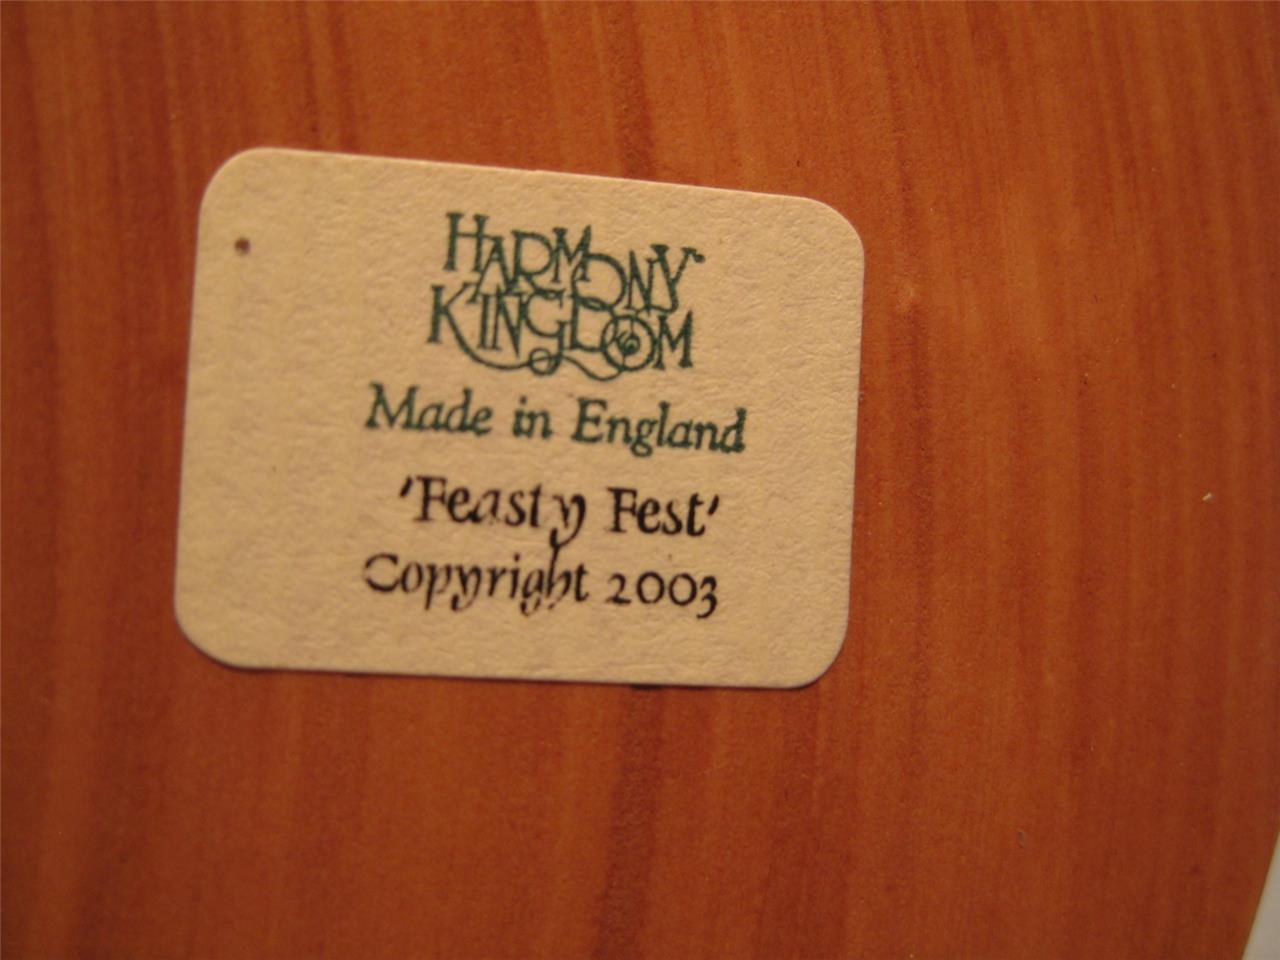 HARMONY
KINGDOM
Made in England
'Feasty Fest'
Copyright 2003